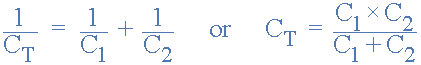 1/C_T = 1/C_1 + 1/C_2 or C_T = C_1×C_2/C_1+C_2